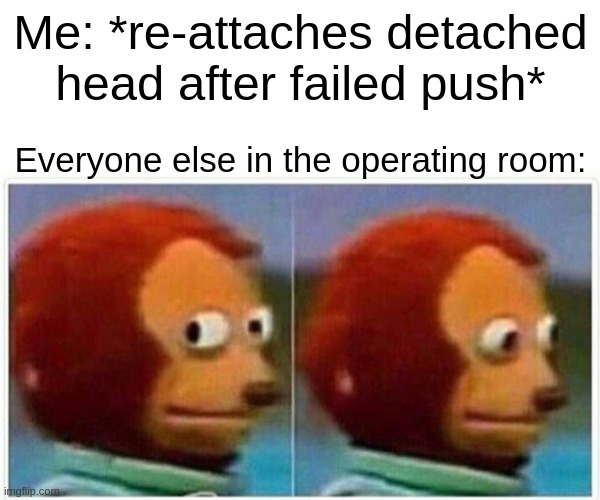 Me: *re-attaches detached
head after failed push*
Everyone else in the operating room:
imgflip.com